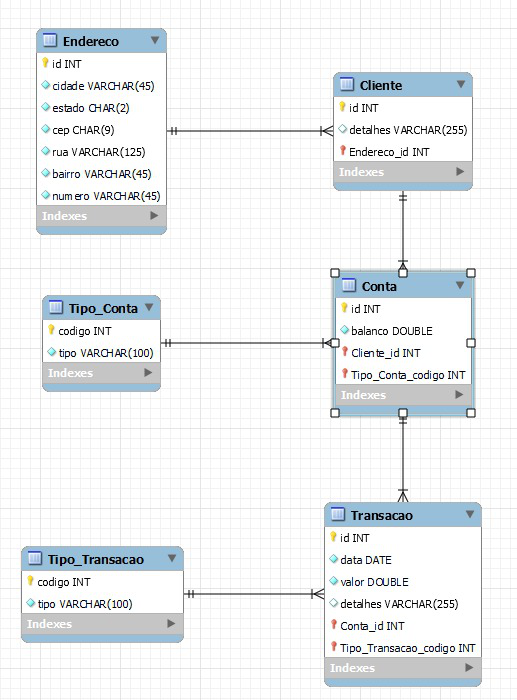 Endereco
id INT
cidade VARCHAR(45)
estado CHAR(2)
cep CHAR(9)
rua VARCHAR(125)
bairro VARCHAR(45)
numero VARCHAR(45)
Indexes
Cliente
id INT
detalhes VARCHAR(255)
Endereco_id INT
Indexes
Tipo_Conta
codigo INT
tipo VARCHAR(100)
Indexes
Conta
id INT
balanco DOUBLE
Cliente_id INT
Tipo_Conta_codigo INT
Indexes
Tipo_Transacao
codigo INT
tipo VARCHAR(100)
Indexes
Transacao
id INT
data DATE
valor DOUBLE
detalhes VARCHAR(255)
Conta_id INT
Tipo_Transacao_codigo INT
Indexes